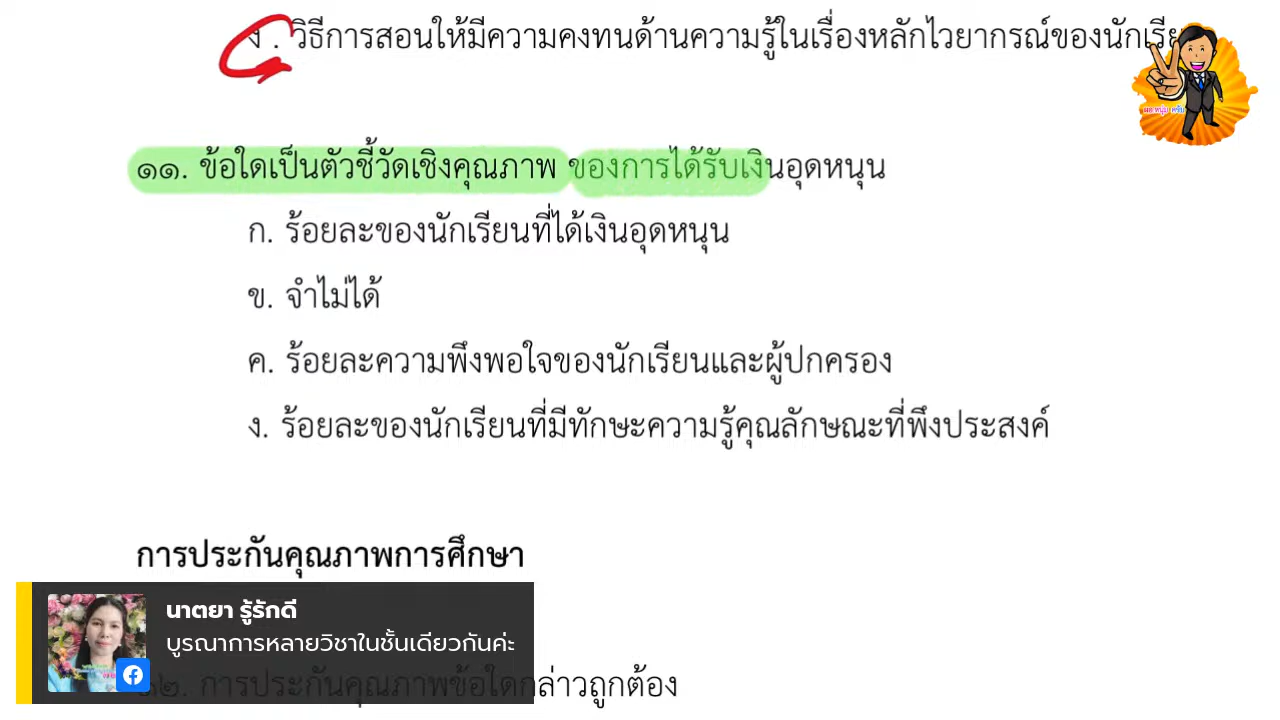 ง . วิธีการสอนให้มีความคงทนด้านความรู้ในเรื่องหลักไวยากรณ์ของนักเรีย
ผอ.หนุ่ม ครับ
๑๑. ข้อใดเป็นตัวชี้วัดเชิงคุณภาพ ของการได้รับเงินอุดหนุน
ก. ร้อยละของนักเรียนที่ได้เงินอุดหนุน
ข. จำไม่ได้
ค. ร้อยละความพึงพอใจของนักเรียนและผู้ปกครอง
ง. ร้อยละของนักเรียนที่มีทักษะความรู้คุณลักษณะที่พึงประสงค์
การประกันคุณภาพการศึกษา
นาตยา รู้รักดี
บูรณาการหลายวิชาในชั้นเดียวกันค่ะ
๑๒. การประกันคุณภาพข้อใดกล่าวถูกต้อง